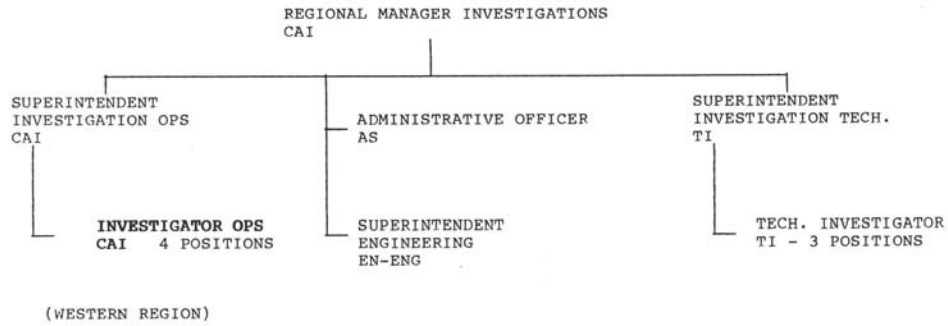 REGIONAL MANAGER INVESTIGATIONS
CAI
SUPERINTENDENT
INVESTIGATION OPS
CAI
INVESTIGATOR OPS
CAI 4 POSITIONS
ADMINISTRATIVE OFFICER
AS
SUPERINTENDENT
ENGINEERING
EN-ENG
SUPERINTENDENT
INVESTIGATION TECH.
TI
TECH. INVESTIGATOR
TI - 3 POSITIONS
(WESTERN REGION)